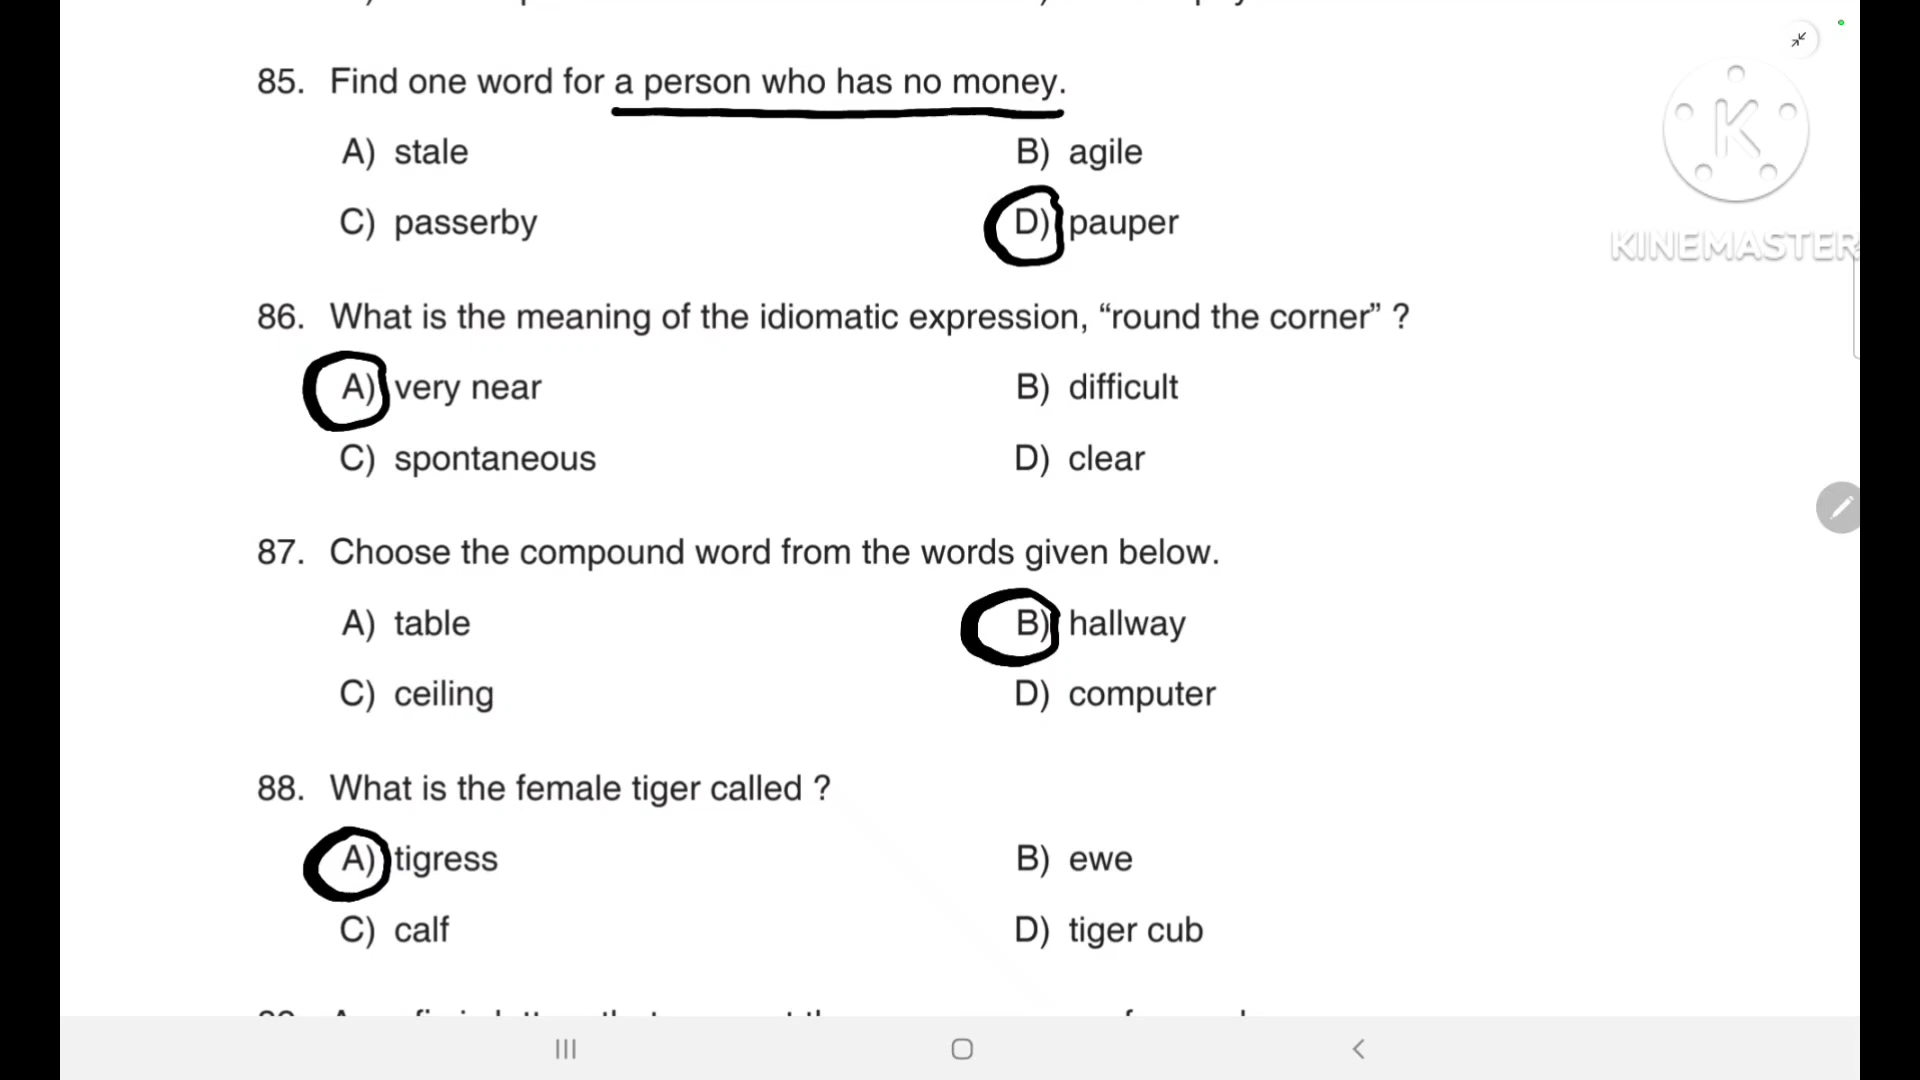 85. Find one word for a person who has no money.
A) stale B) agile
C) passerby D) pauper
KINEMASTER
86. What is the meaning of the idiomatic expression, “round the corner” ?
A) very near B) difficult
C) spontaneous D) clear
87. Choose the compound word from the words given below.
A) table B) hallway
C) ceiling D) computer
88. What is the female tiger called ?
A) tigress B) ewe
C) calf D) tiger cub